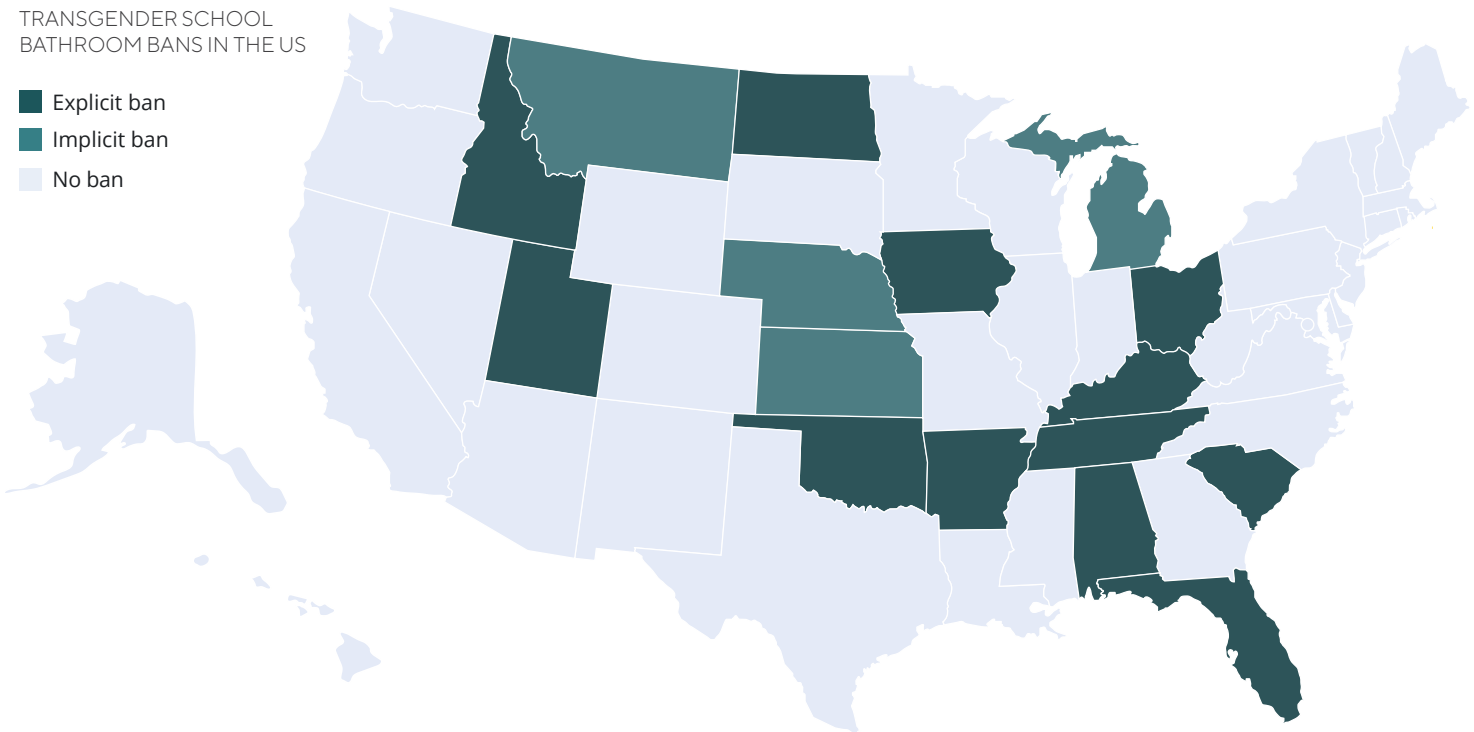 TRANSGENDER SCHOOL
BATHROOM BANS IN THE US
Explicit ban
Implicit ban
No ban